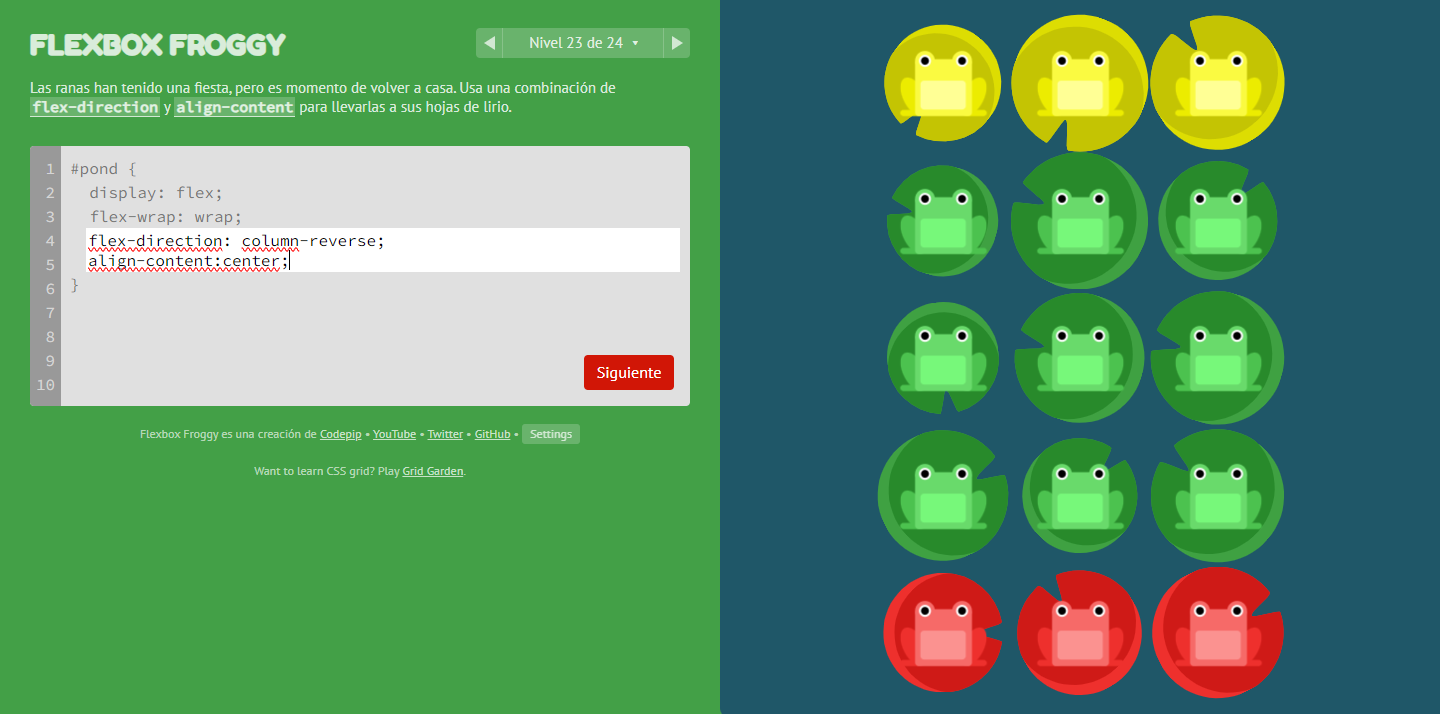 FLEXBOX FROGGY
Nivel 23 de 24
Las ranas han tenido una fiesta, pero es momento de volver a casa. Usa una combinación de
flex-direction y align-content para llevarlas a sus hojas de lirio.
1 #pond {
2 display: flex;
3 flex-wrap: wrap;
4 flex-direction: column-reverse;
5 align-content:center;
6 }
7
8
9
10
Siguiente
Flexbox Froggy es una creación de Codepip • YouTube • Twitter • GitHub • Settings
Want to learn CSS grid? Play Grid Garden.